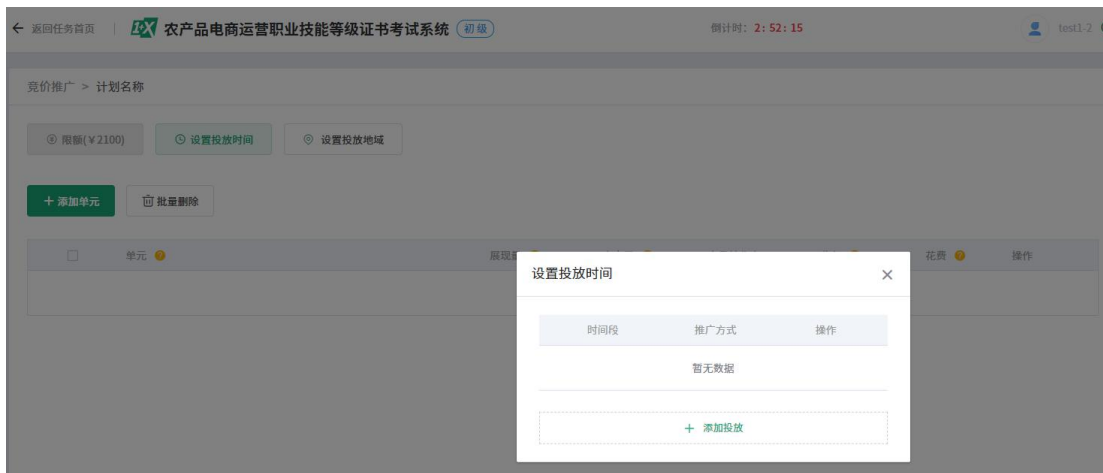 ← 返回任务首页 1+X 农产品电商运营职业技能等级证书考试系统 初级 倒计时：2:52:15 test1-2
竞价推广 > 计划名称
限额(￥2100) 设置投放时间 设置投放地域
+ 添加单元 批量删除
单元 展现 花费 操作
设置投放时间 ×
时间段 推广方式 操作
暂无数据
+ 添加投放